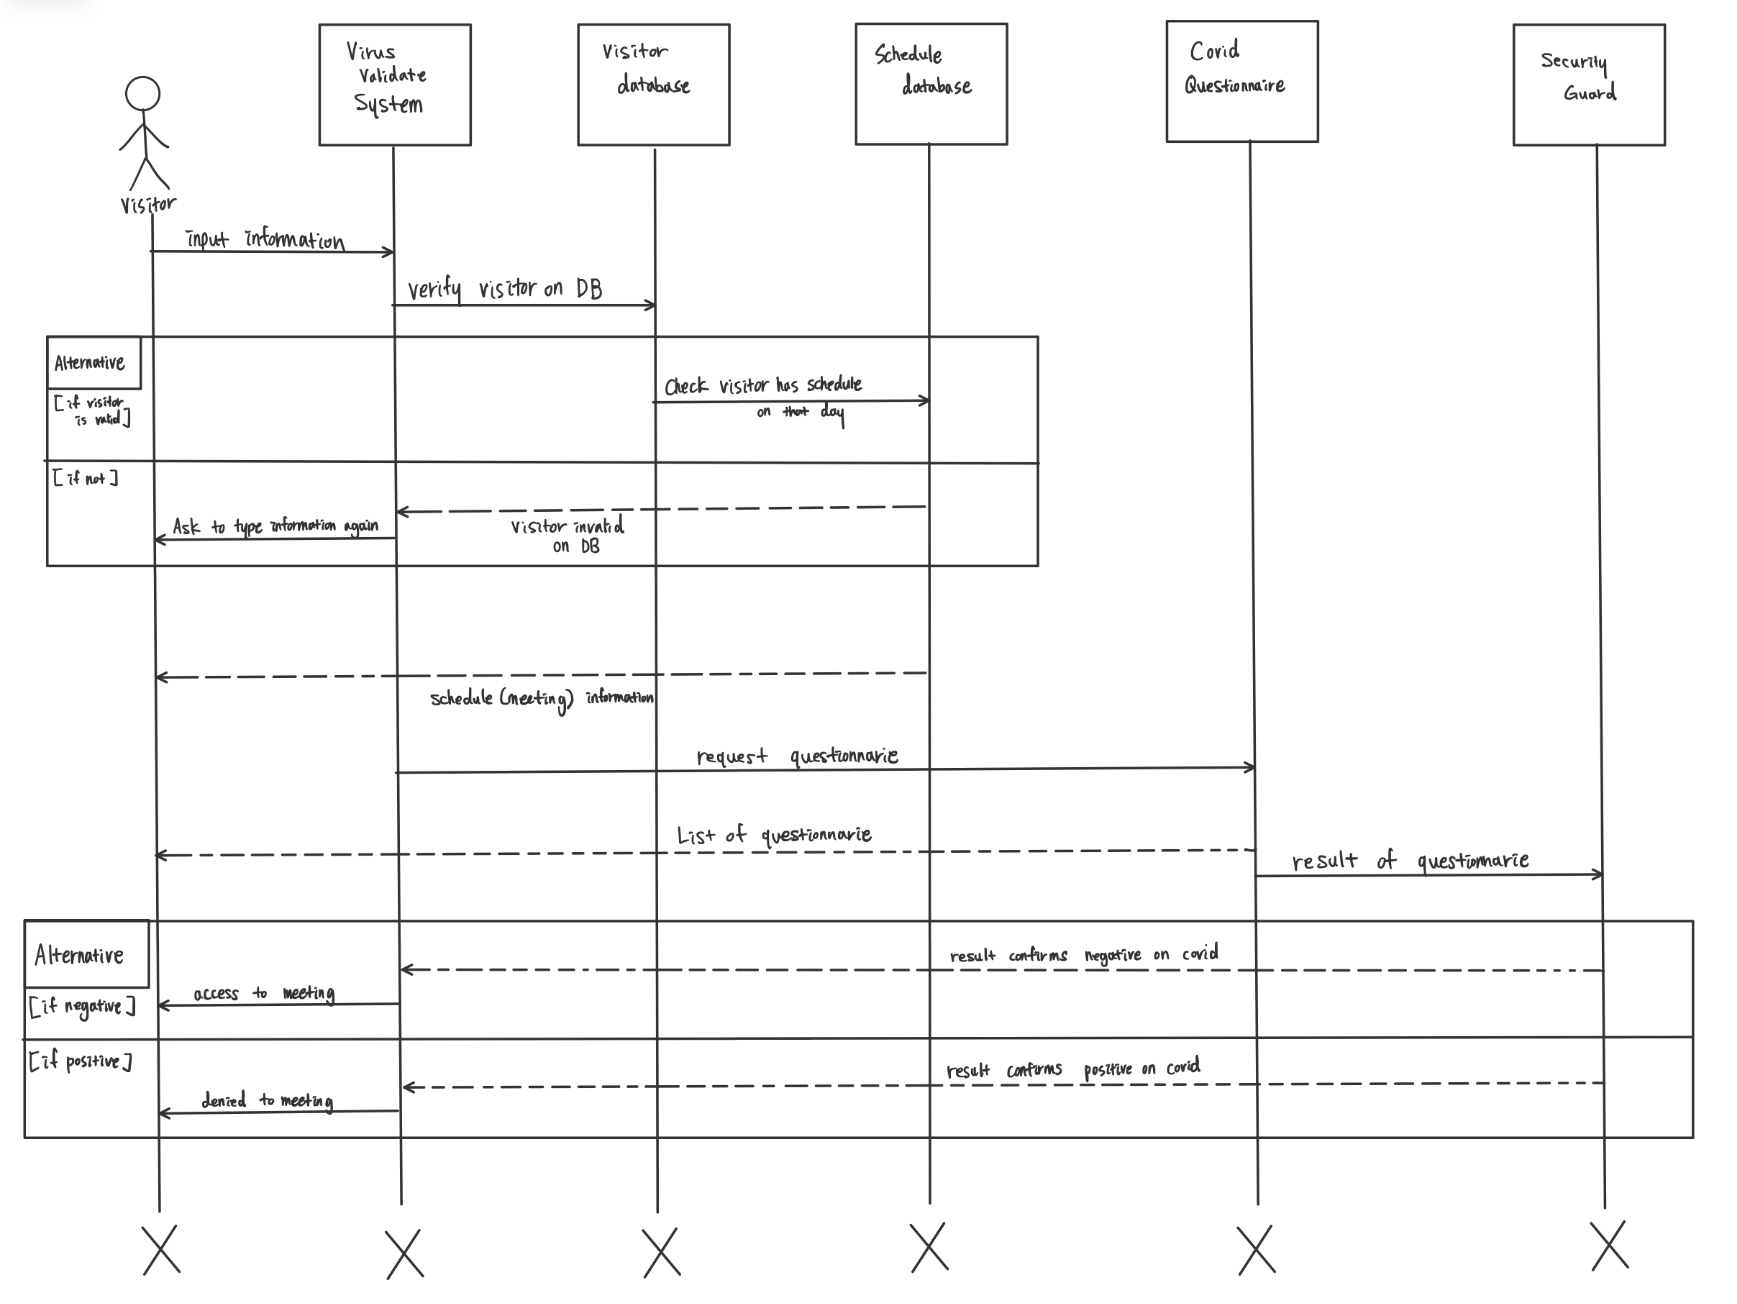 Virus
Validate
System
Visitor
database
Schedule
database
Covid
Questionnaire
Security
Guard
Visitor
input information
verify visitor on DB
Alternative
[if visitor
is valid]
Check visitor has schedule
on that day
[if not]
Ask to type information again
Visitor invalid
on DB
schedule (meeting) information
request questionnarie
List of questionnarie
result of questionnarie
Alternative
[if negative]
result confirms negative on covid
access to meeting
[if positive]
result confirms positive on covid
denied to meeting